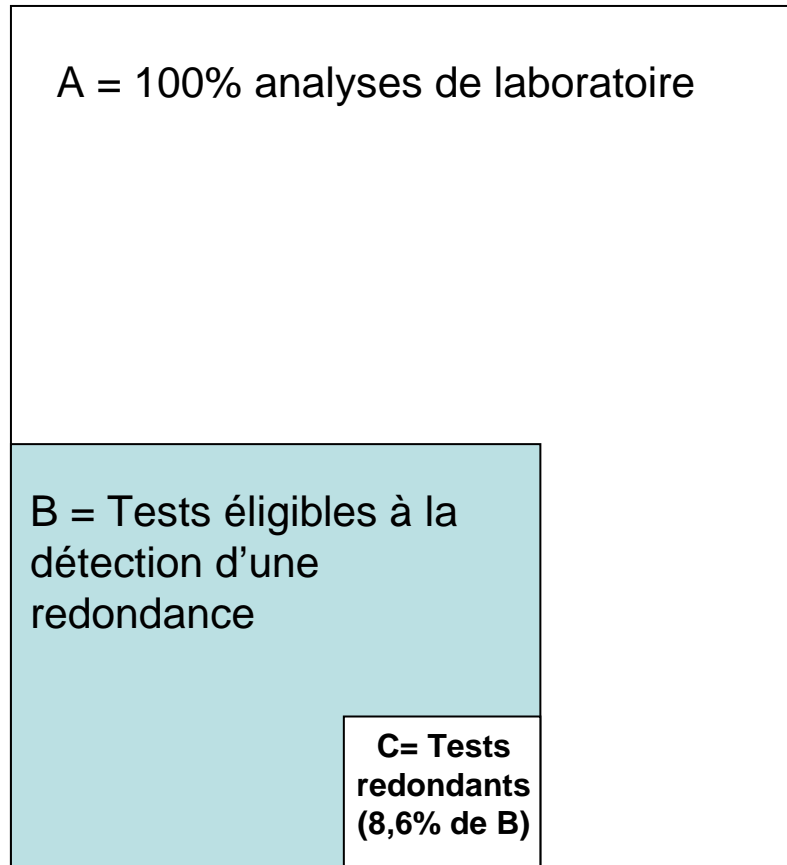 A = 100% analyses de laboratoire
B = Tests éligibles à la
détection d’une
redondance
C= Tests
redondants
(8,6% de B)